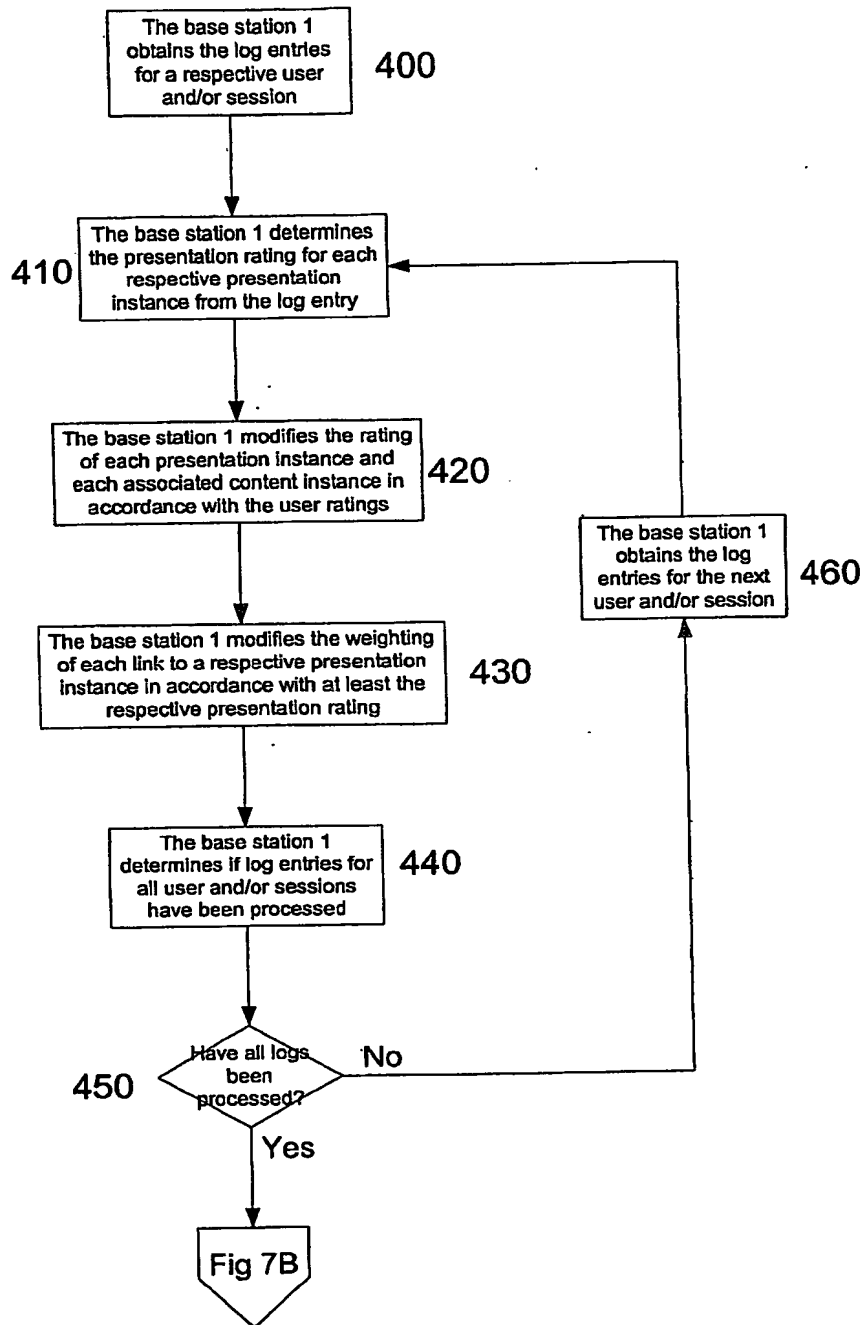 The base station 1
obtains the log entries
for a respective user
and/or session
400
The base station 1 determines
the presentation rating for each
respective presentation
instance from the log entry
410
The base station 1 modifies the rating
of each presentation instance and
each associated content instance in
accordance with the user ratings
420
The base station 1
obtains the log
entries for the next
user and/or session
460
The base station 1 modifies the weighting
of each link to a respective presentation
instance in accordance with at least the
respective presentation rating
430
The base station 1
determines if log entries for
all user and/or sessions
have been processed
440
Have all logs
been
processed?
450
No
Yes
Fig 7B